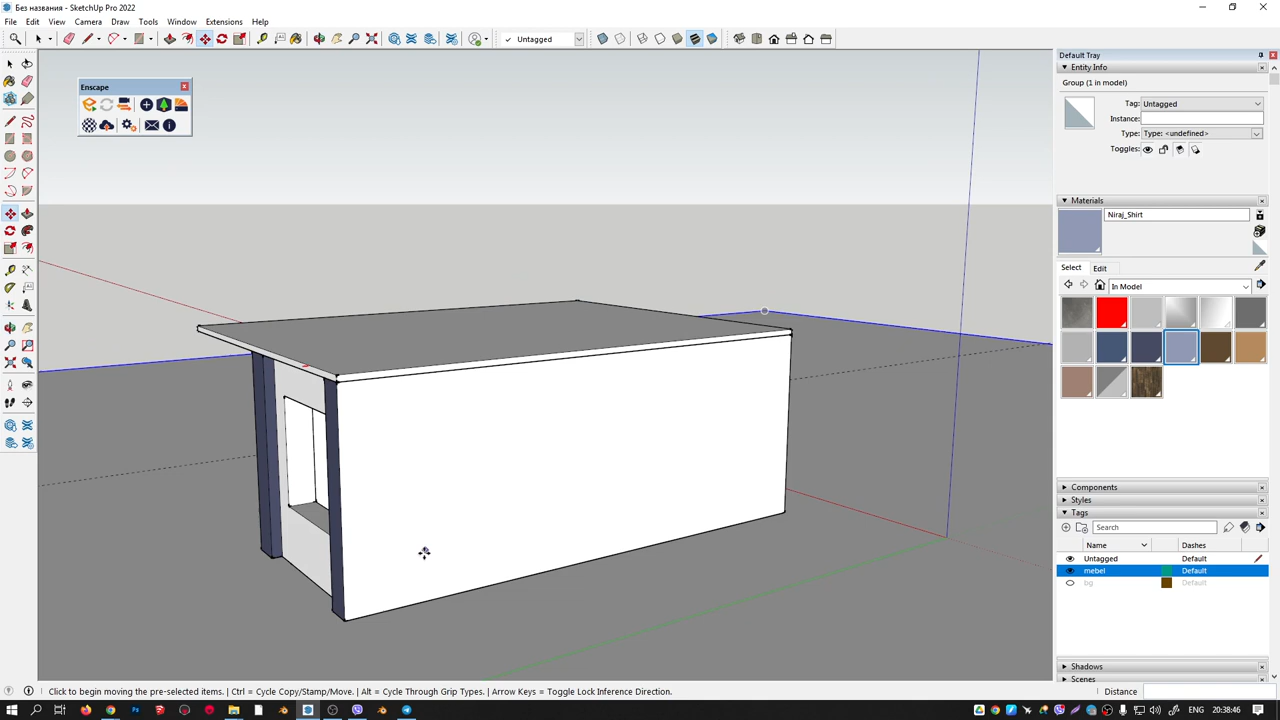 Без названия - SketchUp Pro 2022
File Edit View Camera Draw Tools Window Extensions Help
Untagged
Enscape
Default Tray
Entity Info
Group (1 in model)
Tag: Untagged
Instance:
Type: Type: <undefined>
Toggles:
Materials
Niraj_Shirt
Select Edit
In Model
Components
Styles
Tags
Search
Name Dashes
Untagged Default
mebel Default
bg Default
Shadows
Scenes
Click to begin moving the pre-selected items. | Ctrl = Cycle Copy/Stamp/Move. | Alt = Cycle Through Grip Types. | Arrow Keys = Toggle Lock Inference Direction.
Distance
ENG 20:38:46